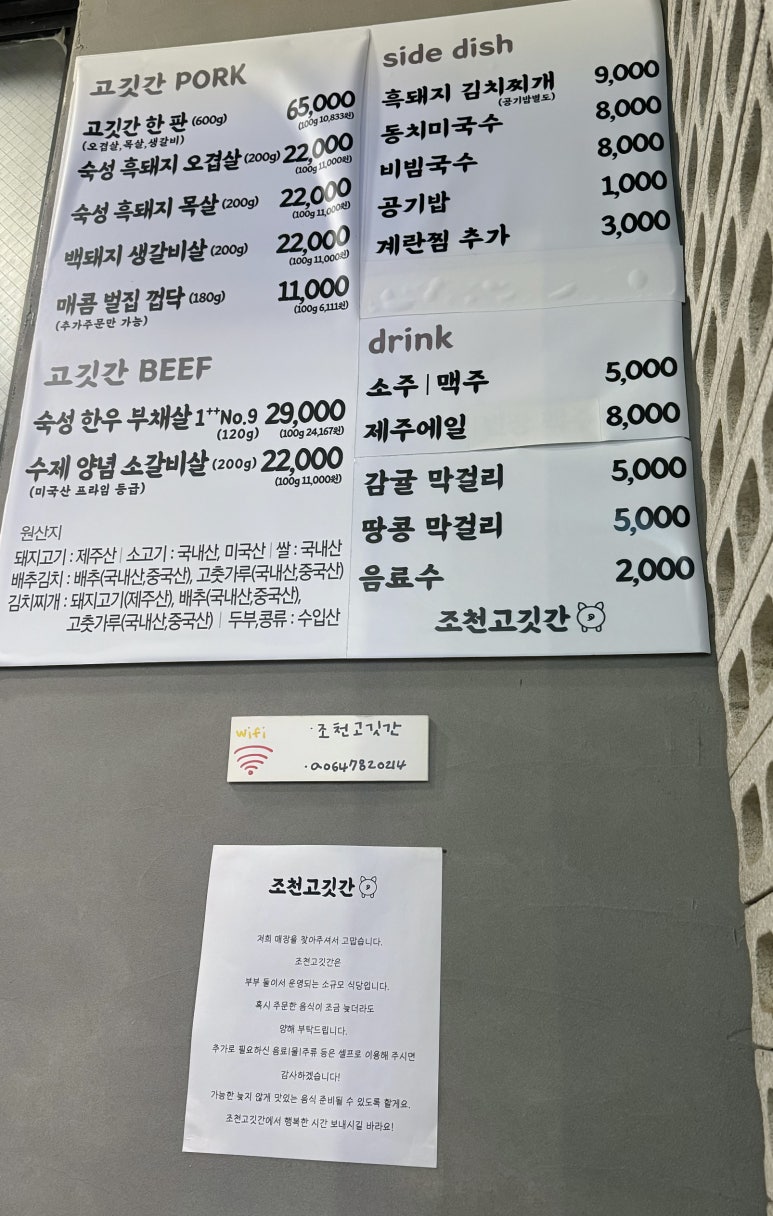 고깃간 PORK
고깃간 한 판 (600g) 65,000
(오겹살,목살,생갈비) (100g 10,833원)
숙성 흑돼지 오겹살 (200g) 22,000
(100g 11,000원)
숙성 흑돼지 목살 (200g) 22,000
(100g 11,000원)
백돼지 생갈비살 (200g) 22,000
(100g 11,000원)
매콤 벌집 껍닥 (180g) 11,000
(추가주문만 가능) (100g 6,111원)
고깃간 BEEF
숙성 한우 부채살 1++No.9 29,000
(120g) (100g 24,167원)
수제 양념 소갈비살 (200g) 22,000
(미국산 프라임 등급) (100g 11,000원)
원산지
돼지고기 : 제주산 | 소고기 : 국내산, 미국산 | 쌀 : 국내산
배추김치 : 배추(국내산,중국산), 고춧가루(국내산,중국산)
김치찌개 : 돼지고기(제주산), 배추(국내산,중국산),
고춧가루(국내산,중국산) | 두부,콩류 : 수입산
side dish
흑돼지 김치찌개 9,000
(공기밥별도)
동치미국수 8,000
비빔국수 8,000
공기밥 1,000
계란찜 추가 3,000
drink
소주 | 맥주 5,000
제주에일 8,000
감귤 막걸리 5,000
땅콩 막걸리 5,000
음료수 2,000
조천고깃간
wifi · 조천고깃간
· a0647820214
조천고깃간
저희 매장을 찾아주셔서 고맙습니다.
조천고깃간은
부부 둘이서 운영되는 소규모 식당입니다.
혹시 주문한 음식이 조금 늦더라도
양해 부탁드립니다.
추가로 필요하신 음료|물|주류 등은 셀프로 이용해 주시면
감사하겠습니다!
가능한 늦지 않게 맛있는 음식 준비될 수 있도록 할게요.
조천고깃간에서 행복한 시간 보내시길 바라요!